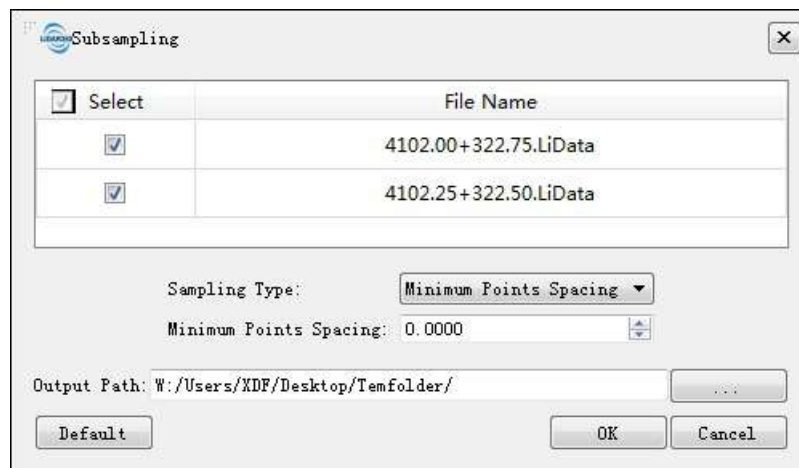 Subsampling
Select File Name
4102.00+322.75.LiData
4102.25+322.50.LiData
Sampling Type: Minimum Points Spacing
Minimum Points Spacing: 0.0000
Output Path: W:/Users/XDF/Desktop/Temfolder/ ...
Default OK Cancel